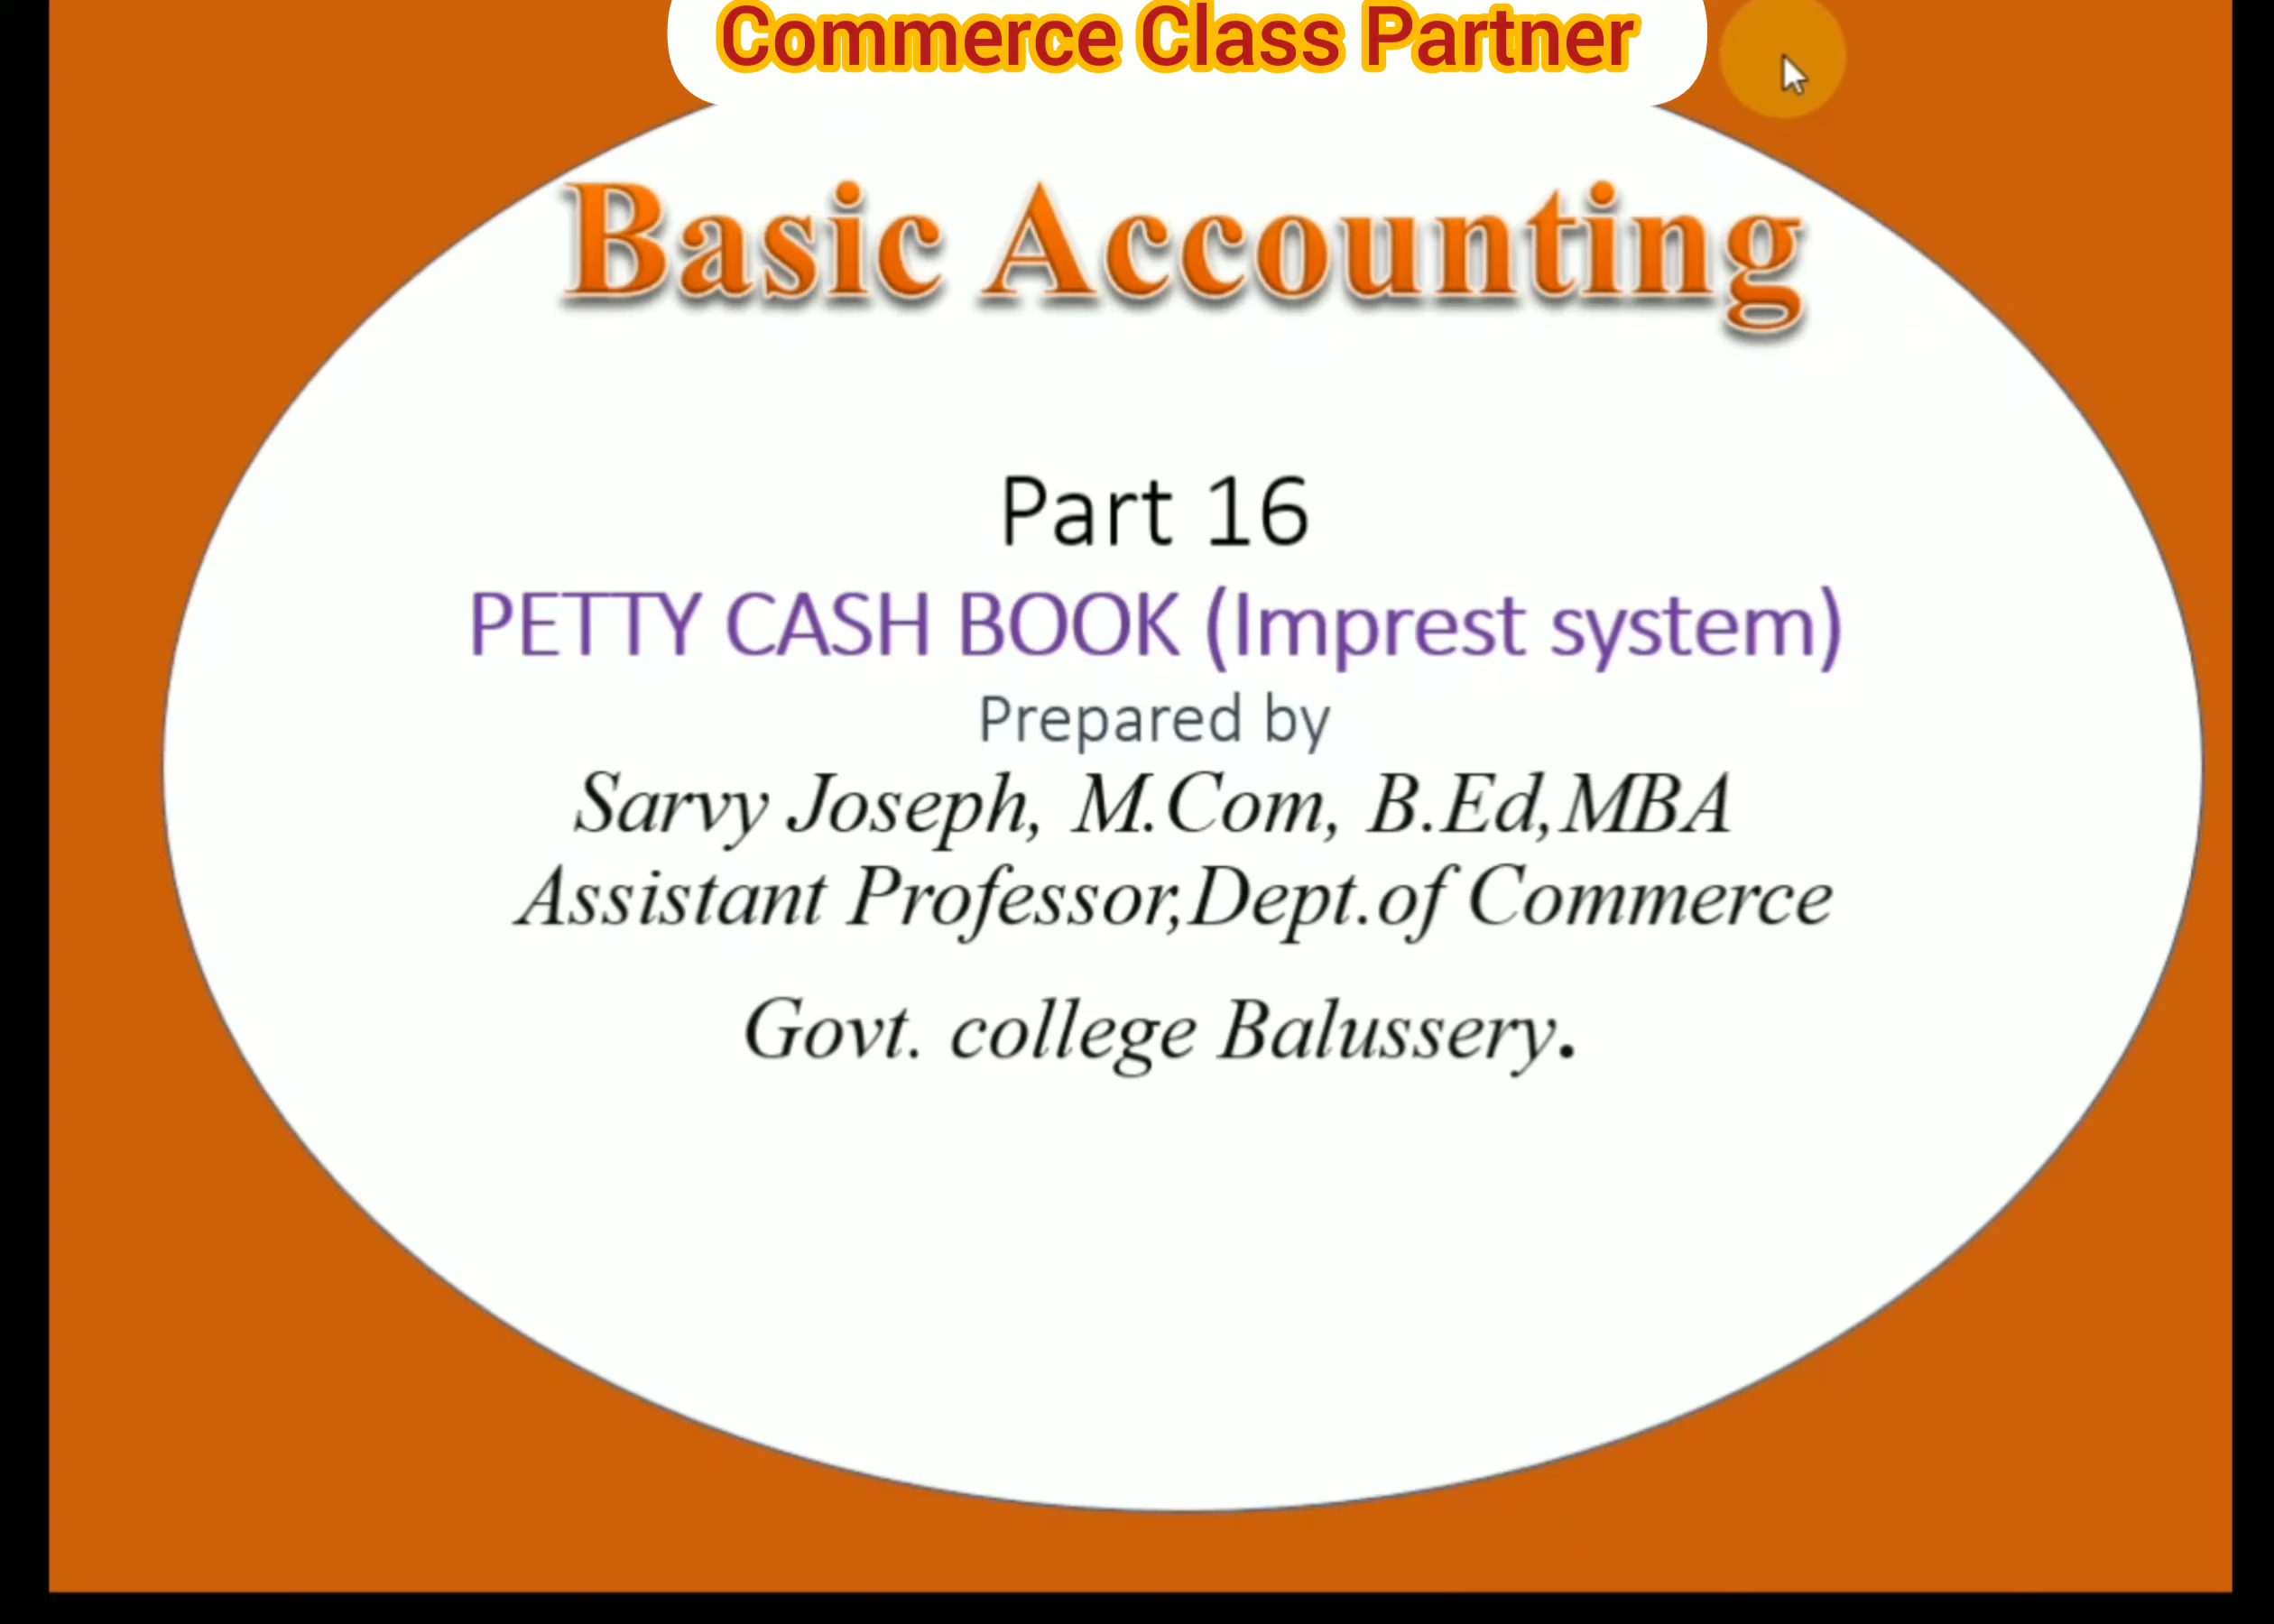 Commerce Class Partner
Basic Accounting
Part 16
PETTY CASH BOOK (Imprest system)
Prepared by
Sarvy Joseph, M.Com, B.Ed,MBA
Assistant Professor,Dept.of Commerce
Govt. college Balussery.